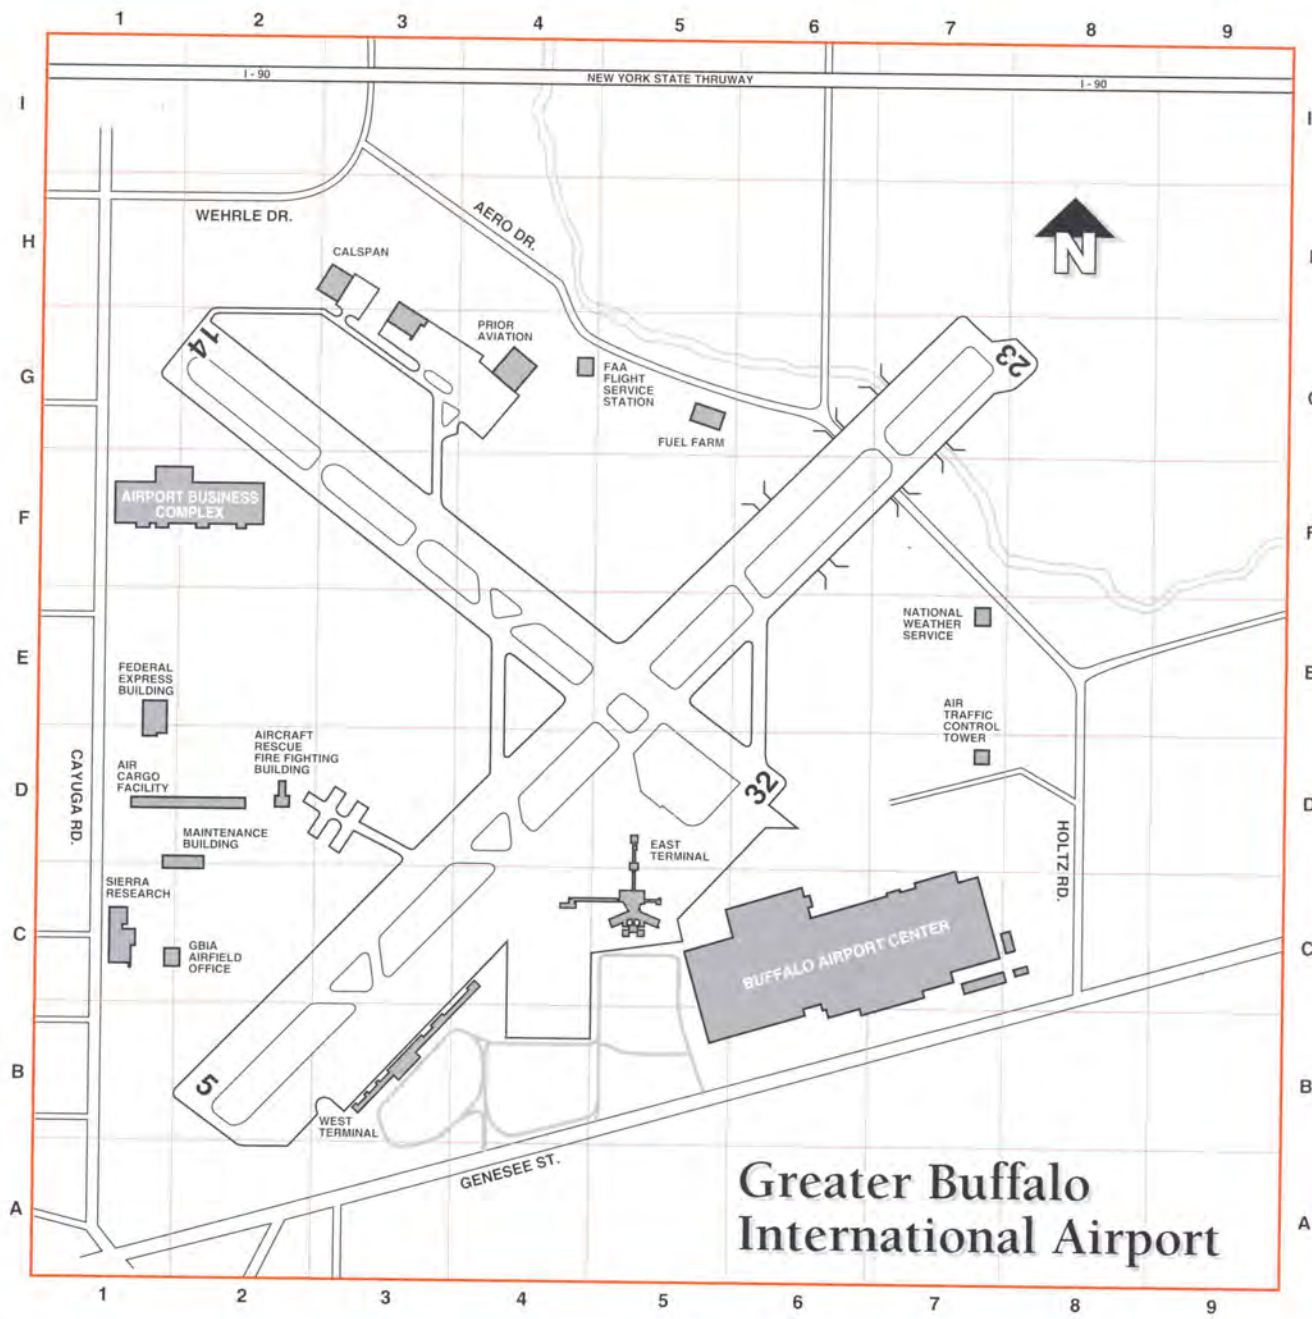 1 2 3 4 5 6 7 8 9
I - 90 NEW YORK STATE THRUWAY I - 90
I I
WEHRLE DR.
AERO DR.
H
N
CALSPAN
14
PRIOR
AVIATION
23
G
FAA
FLIGHT
SERVICE
STATION
FUEL FARM
F
AIRPORT BUSINESS
COMPLEX
NATIONAL
WEATHER
SERVICE
E
FEDERAL
EXPRESS
BUILDING
AIR
TRAFFIC
CONTROL
TOWER
CAYUGA RD.
AIRCRAFT
RESCUE
FIRE FIGHTING
BUILDING
AIR
CARGO
FACILITY
D D
32
MAINTENANCE
BUILDING
EAST
TERMINAL
HOLTZ RD.
SIERRA
RESEARCH
C C
GBIA
AIRFIELD
OFFICE
BUFFALO AIRPORT CENTER
B B
5
WEST
TERMINAL
GENESEE ST.
Greater Buffalo
International Airport
A A
1 2 3 4 5 6 7 8 9